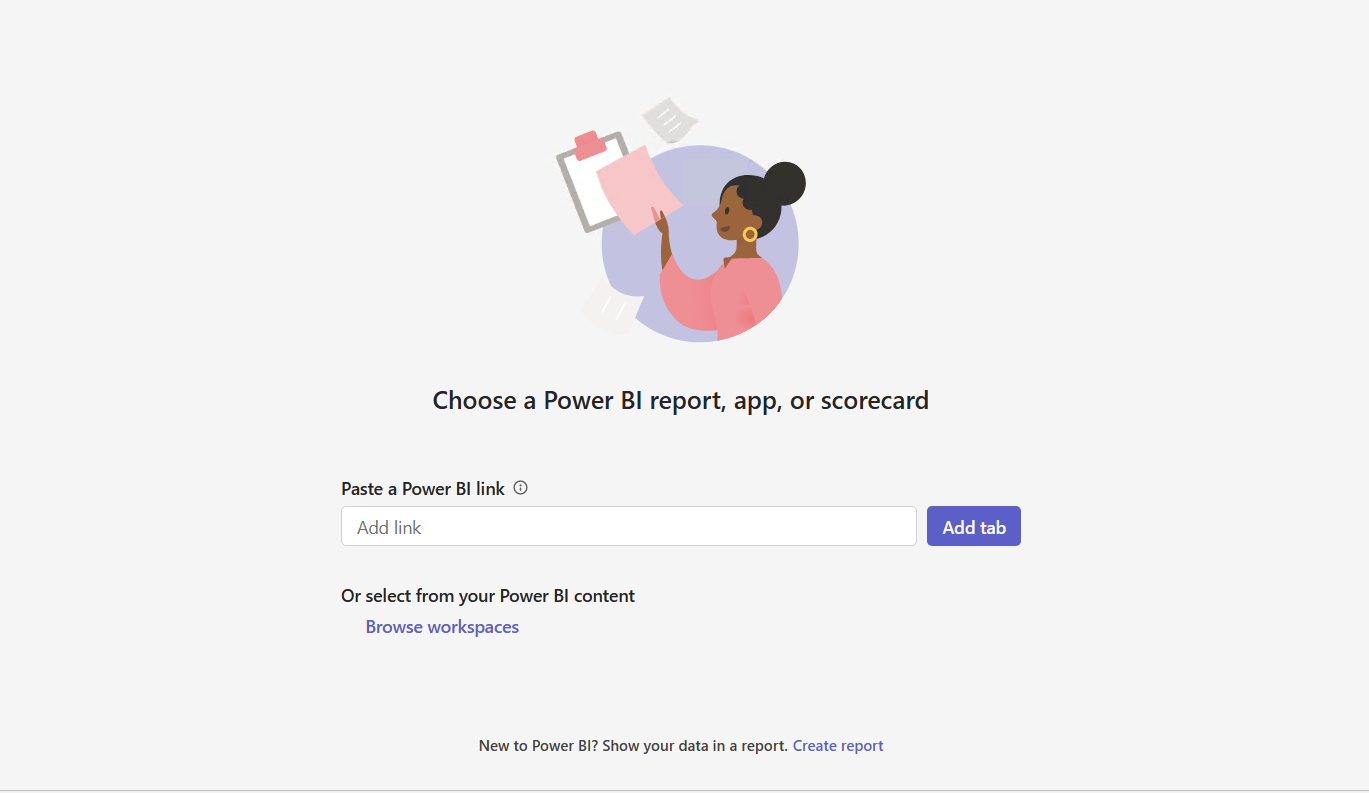 Choose a Power BI report, app, or scorecard
Paste a Power BI link
Add link
Add tab
Or select from your Power BI content
Browse workspaces
New to Power BI? Show your data in a report. Create report